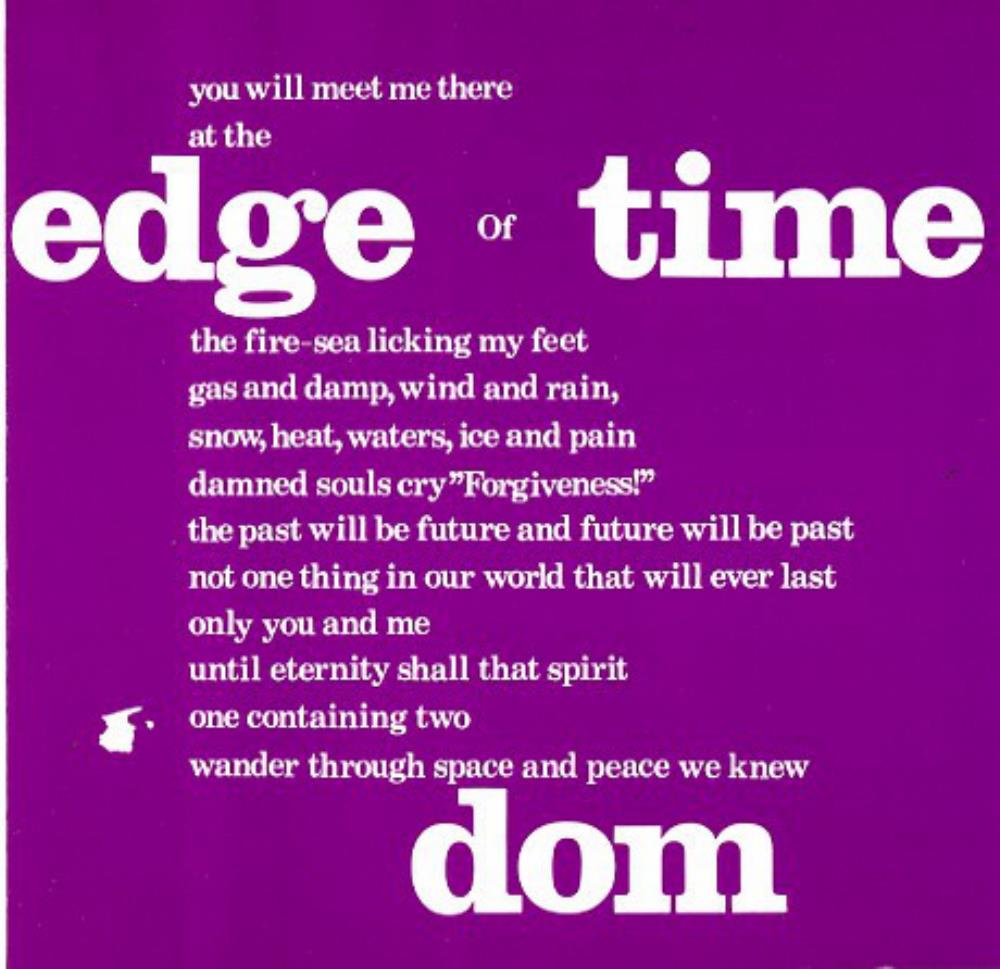 you will meet me there
at the
edge Of time
the fire-sea licking my feet
gas and damp, wind and rain,
snow, heat, waters, ice and pain
damned souls cry "Forgiveness!"
the past will be future and future will be past
not one thing in our world that will ever last
only you and me
until eternity shall that spirit
one containing two
wander through space and peace we knew
dom